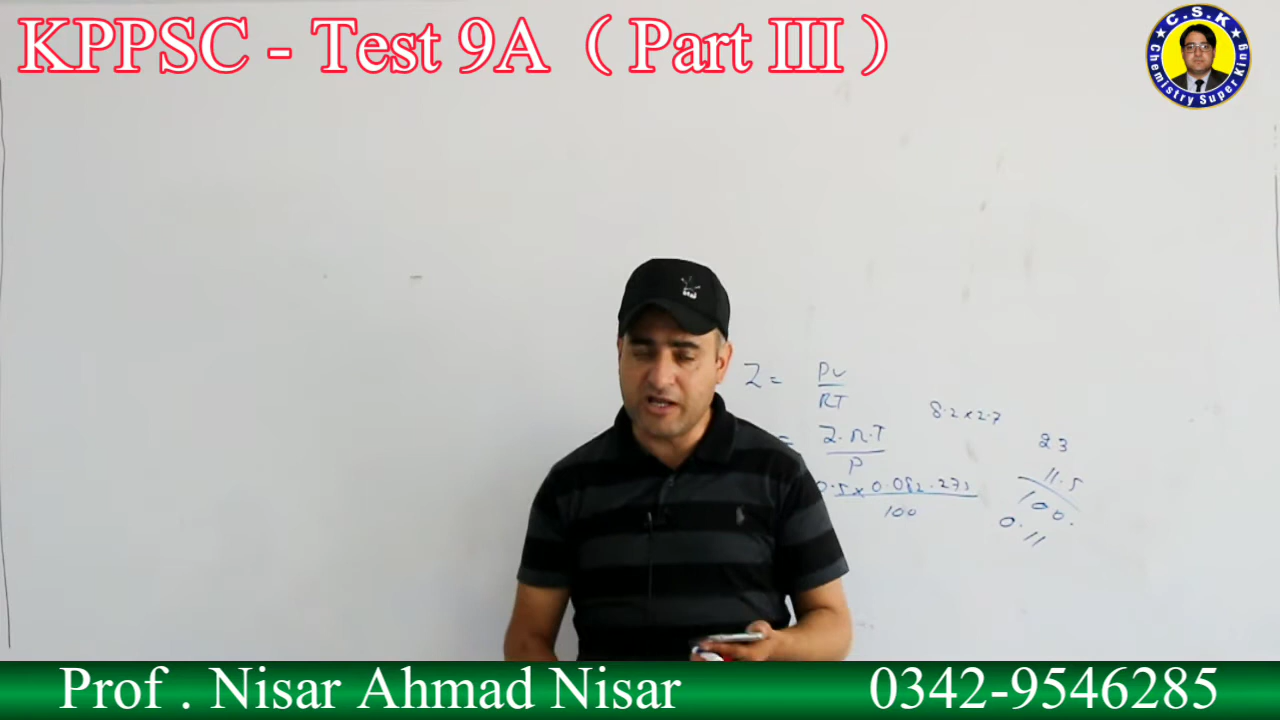 KPPSC - Test 9A ( Part III )
C.S.K
Chemistry Super King
Z = PV
RT
8.2 x 2.7
= Z.R.T
P
23
0.5 x 0.082.273
100
11.5
100.
0.11
Prof . Nisar Ahmad Nisar
0342-9546285